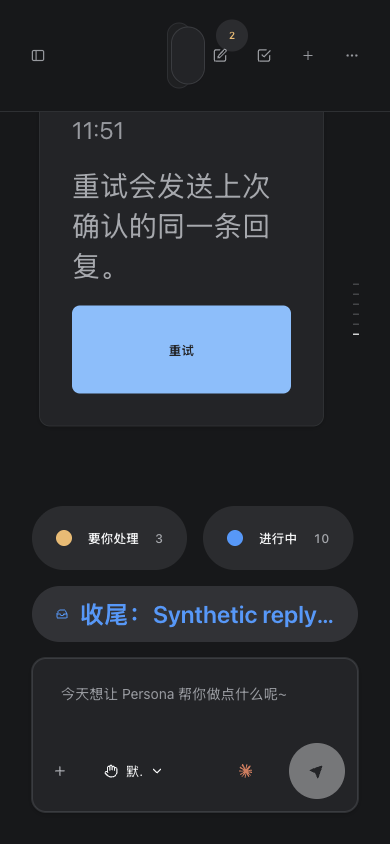 2
11:51
重试会发送上次
确认的同一条回
复。
重试
要你处理 3
进行中 10
收尾： Synthetic reply...
今天想让 Persona 帮你做点什么呢~
默.